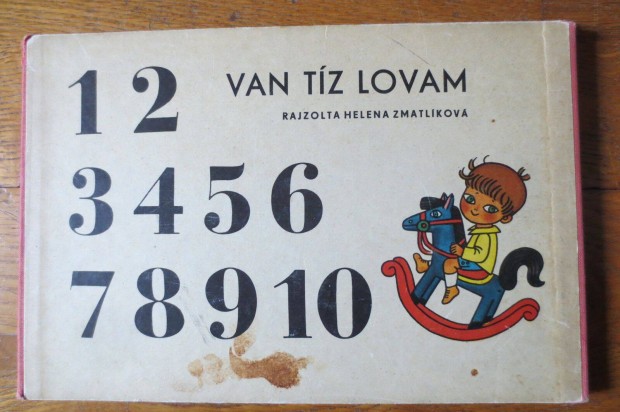 1 2
VAN TÍZ LOVAM
RAJZOLTA HELENA ZMATLÍKOVÁ
3 4 5 6
7 8 9 10